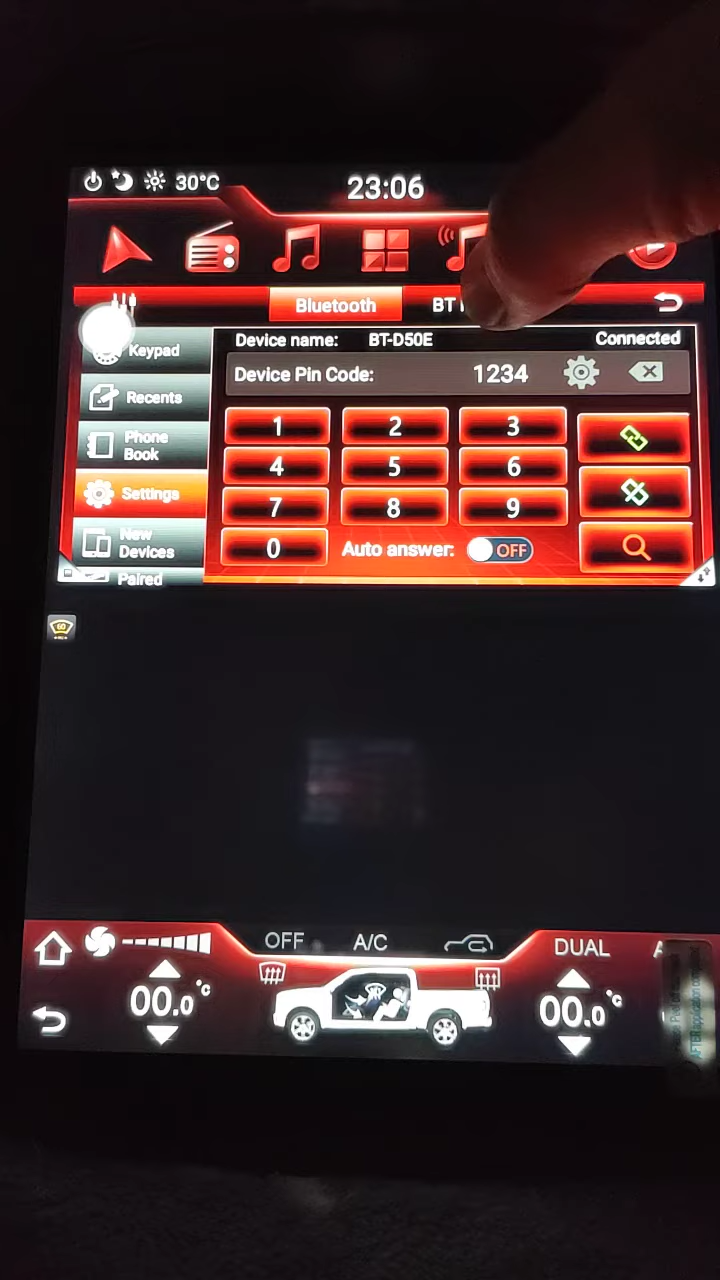 30°C
23:06
Bluetooth
BT
Keypad
Device name: BT-D50E Connected
Device Pin Code: 1234
Recents
1 2 3
Phone
Book
4 5 6
Settings
7 8 9
New
Devices
0 Auto answer: OFF
Paired
60
OFF A/C DUAL A
00.0°C
00.0°C